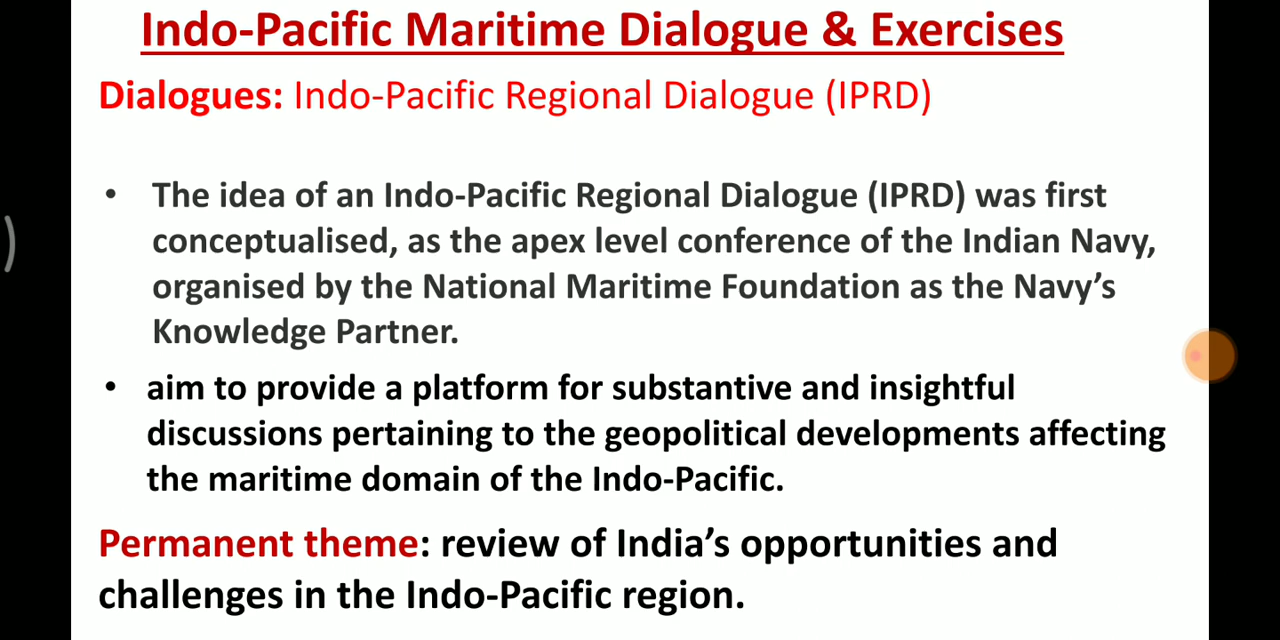 Indo-Pacific Maritime Dialogue & Exercises
Dialogues: Indo-Pacific Regional Dialogue (IPRD)
• The idea of an Indo-Pacific Regional Dialogue (IPRD) was first
conceptualised, as the apex level conference of the Indian Navy,
organised by the National Maritime Foundation as the Navy’s
Knowledge Partner.
• aim to provide a platform for substantive and insightful
discussions pertaining to the geopolitical developments affecting
the maritime domain of the Indo-Pacific.
Permanent theme: review of India’s opportunities and
challenges in the Indo-Pacific region.